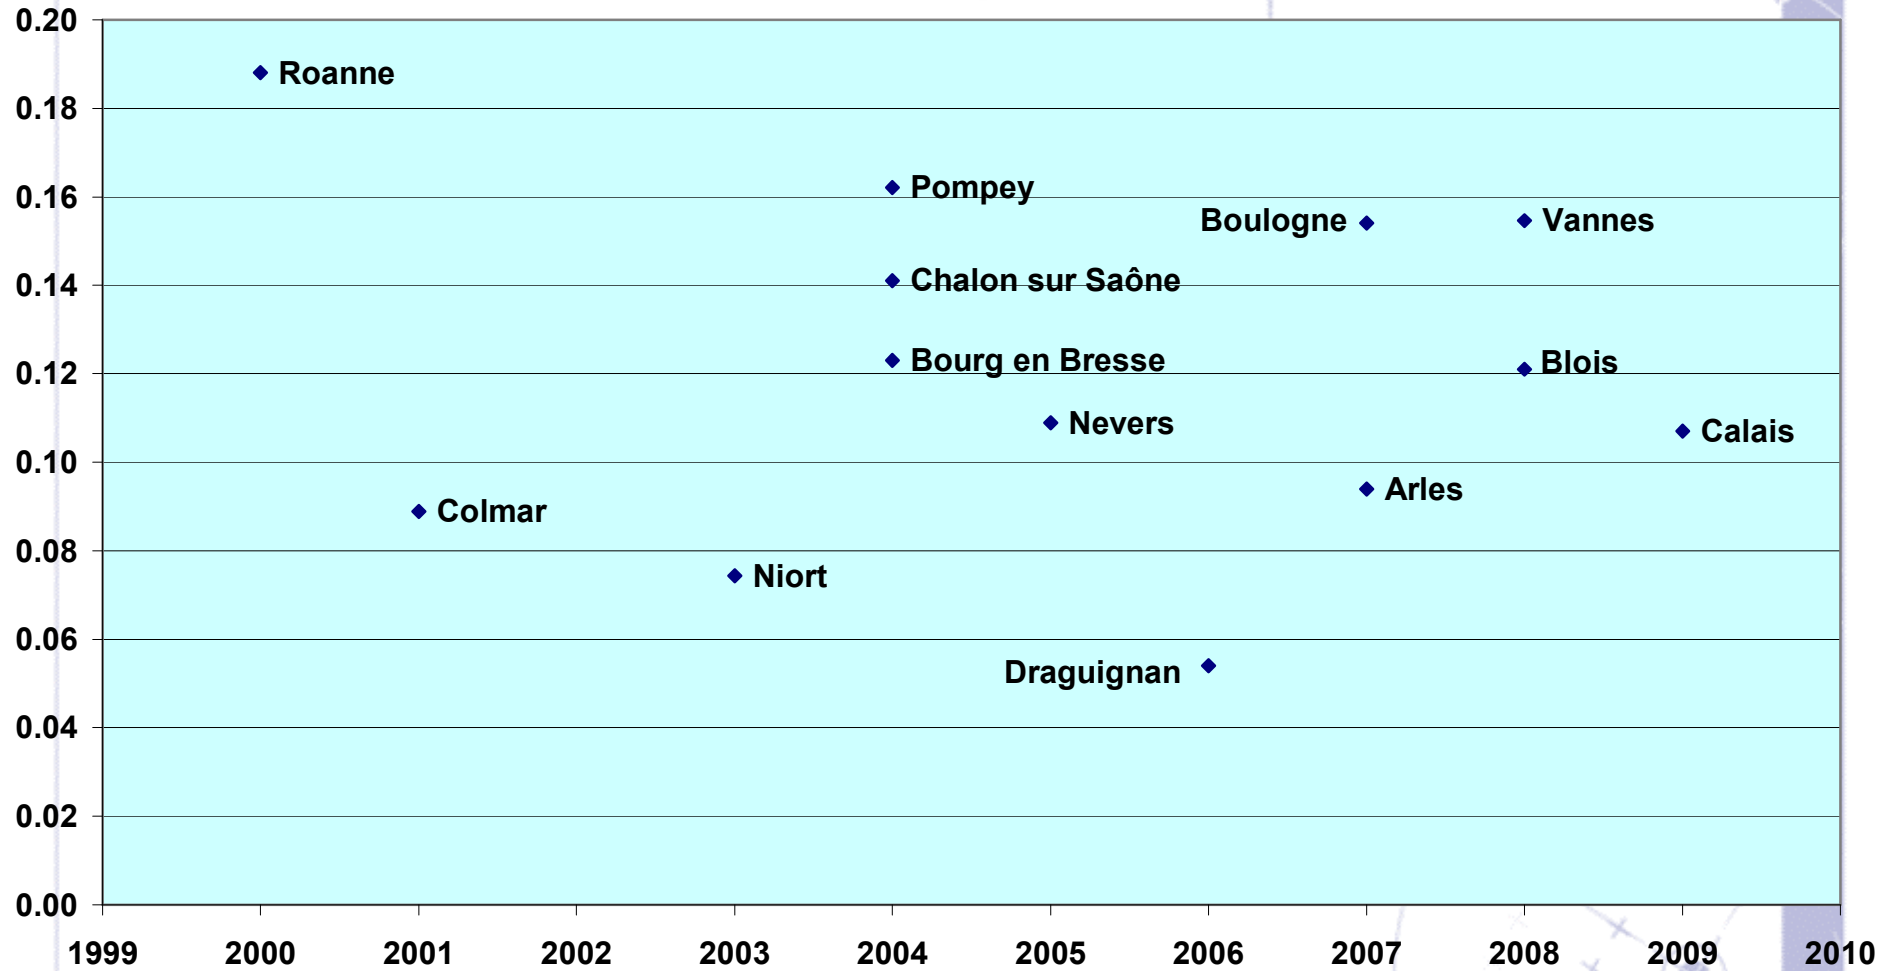 0.20
Roanne
0.18
Pompey
0.16
Boulogne
Vannes
0.14
Chalon sur Saône
Bourg en Bresse
Blois
0.12
Nevers
Calais
0.10
Arles
Colmar
0.08
Niort
0.06
Draguignan
0.04
0.02
0.00
1999 2000 2001 2002 2003 2004 2005 2006 2007 2008 2009 2010